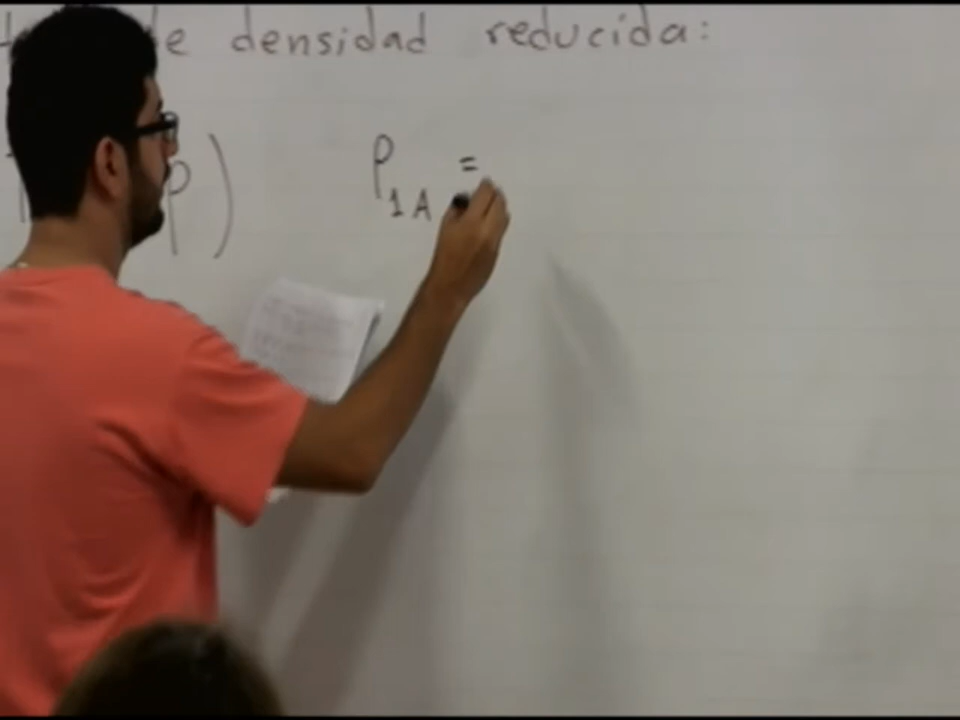 de densidad reducida:
ρ) ρ₁A =